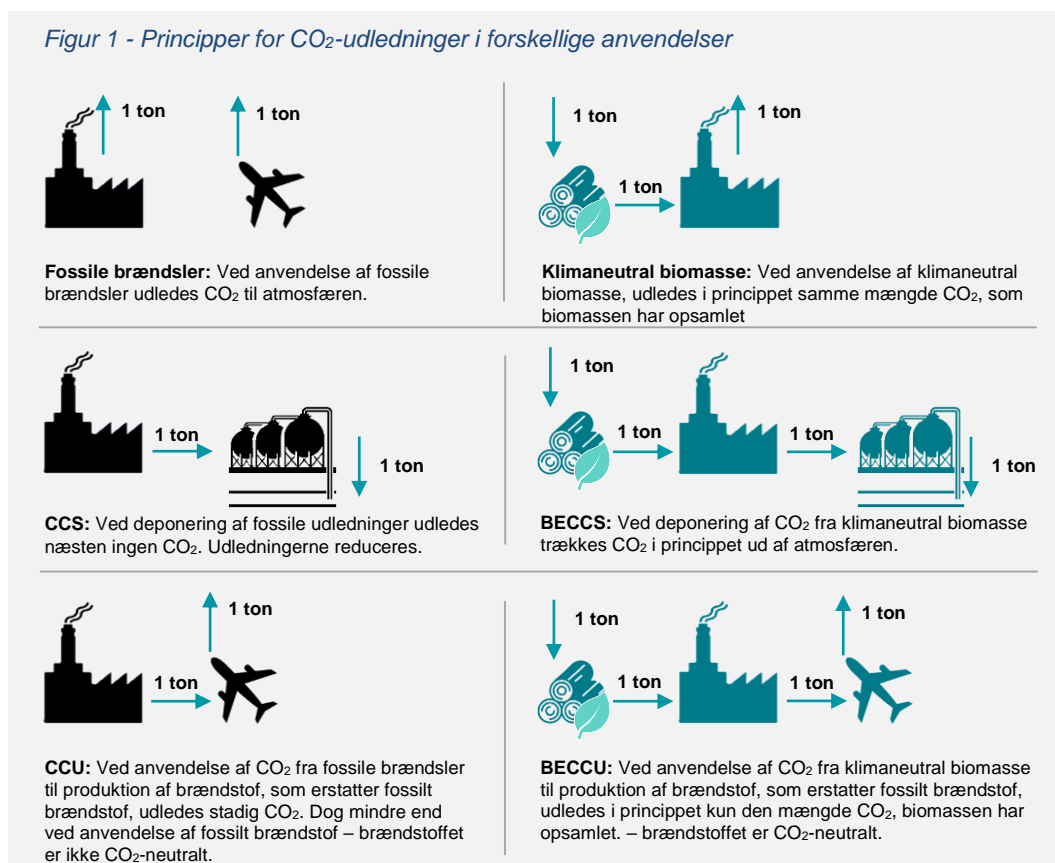 Figur 1 - Principper for CO₂-udledninger i forskellige anvendelser
1 ton
1 ton
Fossile brændsler: Ved anvendelse af fossile
brændsler udledes CO₂ til atmosfæren.
1 ton
1 ton
1 ton
Klimaneutral biomasse: Ved anvendelse af klimaneutral
biomasse, udledes i princippet samme mængde CO₂, som
biomassen har opsamlet
1 ton
1 ton
CCS: Ved deponering af fossile udledninger udledes
næsten ingen CO₂. Udledningerne reduceres.
1 ton
1 ton
1 ton
1 ton
BECCS: Ved deponering af CO₂ fra klimaneutral biomasse
trækkes CO₂ i princippet ud af atmosfæren.
1 ton
1 ton
CCU: Ved anvendelse af CO₂ fra fossile brændsler
til produktion af brændstof, som erstatter fossilt
brændstof, udledes stadig CO₂. Dog mindre end
ved anvendelse af fossilt brændstof – brændstoffet
er ikke CO₂-neutralt.
1 ton
1 ton
1 ton
1 ton
BECCU: Ved anvendelse af CO₂ fra klimaneutral biomasse
til produktion af brændstof, som erstatter fossilt brændstof,
udledes i princippet kun den mængde CO₂, biomassen har
opsamlet. – brændstoffet er CO₂-neutralt.